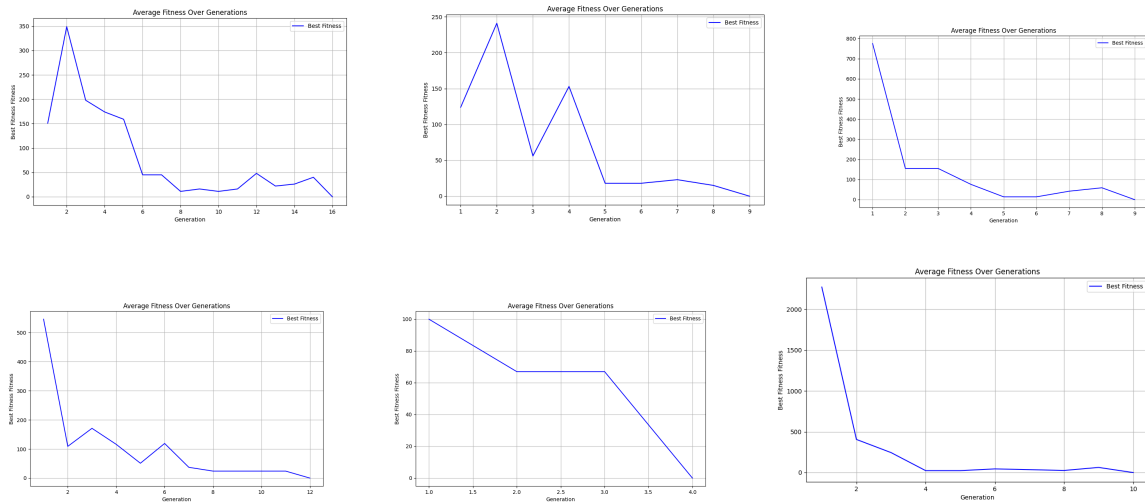 Average Fitness Over Generations
Best Fitness
350
300
250
200
150
100
50
0
Best Fitness Fitness
2 4 6 8 10 12 14 16
Generation
Average Fitness Over Generations
Best Fitness
250
200
150
100
50
0
Best Fitness Fitness
1 2 3 4 5 6 7 8 9
Generation
Average Fitness Over Generations
Best Fitness
800
700
600
500
400
300
200
100
0
Best Fitness Fitness
1 2 3 4 5 6 7 8 9
Generation
Average Fitness Over Generations
Best Fitness
500
400
300
200
100
0
Best Fitness Fitness
2 4 6 8 10 12
Generation
Average Fitness Over Generations
Best Fitness
100
80
60
40
20
0
Best Fitness Fitness
1.0 1.5 2.0 2.5 3.0 3.5 4.0
Generation
Average Fitness Over Generations
Best Fitness
2000
1500
1000
500
0
Best Fitness Fitness
2 4 6 8 10
Generation